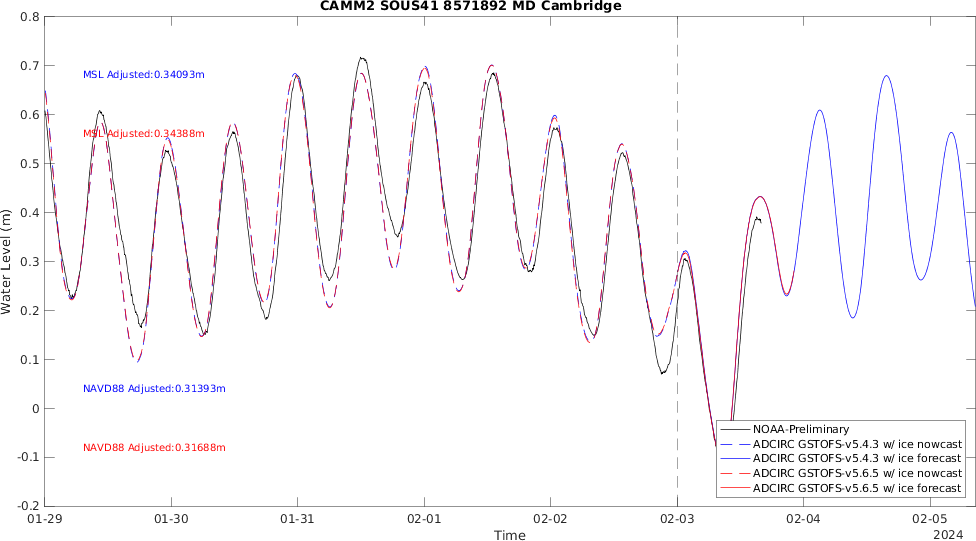 CAMM2 SOUS41 8571892 MD Cambridge
0.8
0.7
0.6
0.5
0.4
0.3
0.2
0.1
0
-0.1
-0.2
Water Level (m)
MSL Adjusted:0.34093m
MSL Adjusted:0.34388m
NAVD88 Adjusted:0.31393m
NAVD88 Adjusted:0.31688m
NOAA-Preliminary
ADCIRC GSTOFS-v5.4.3 w/ ice nowcast
ADCIRC GSTOFS-v5.4.3 w/ ice forecast
ADCIRC GSTOFS-v5.6.5 w/ ice nowcast
ADCIRC GSTOFS-v5.6.5 w/ ice forecast
01-29 01-30 01-31 02-01 02-02 02-03 02-04 02-05
Time
2024